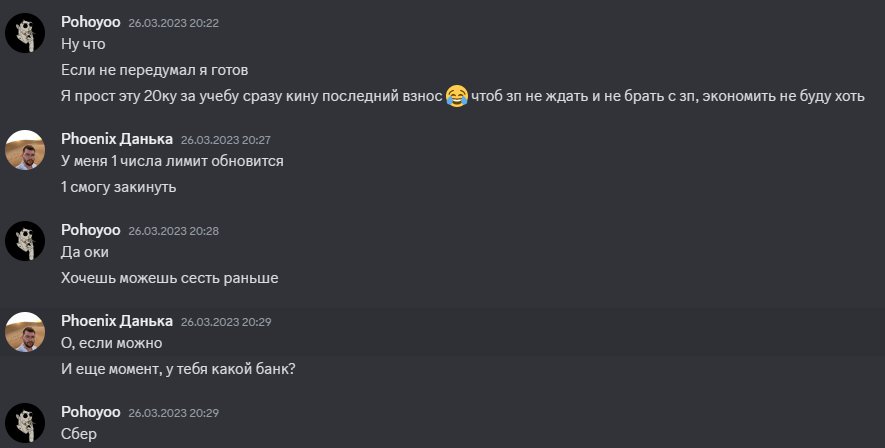 Pohoyoo 26.03.2023 20:22
Ну что
Если не передумал я готов
Я прост эту 20ку за учебу сразу кину последний взнос 😂 чтоб зп не ждать и не брать с зп, экономить не буду хоть
Phoenix Данька 26.03.2023 20:27
У меня 1 числа лимит обновится
1 смогу закинуть
Pohoyoo 26.03.2023 20:28
Да оки
Хочешь можешь сесть раньше
Phoenix Данька 26.03.2023 20:29
О, если можно
И еще момент, у тебя какой банк?
Pohoyoo 26.03.2023 20:29
Сбер